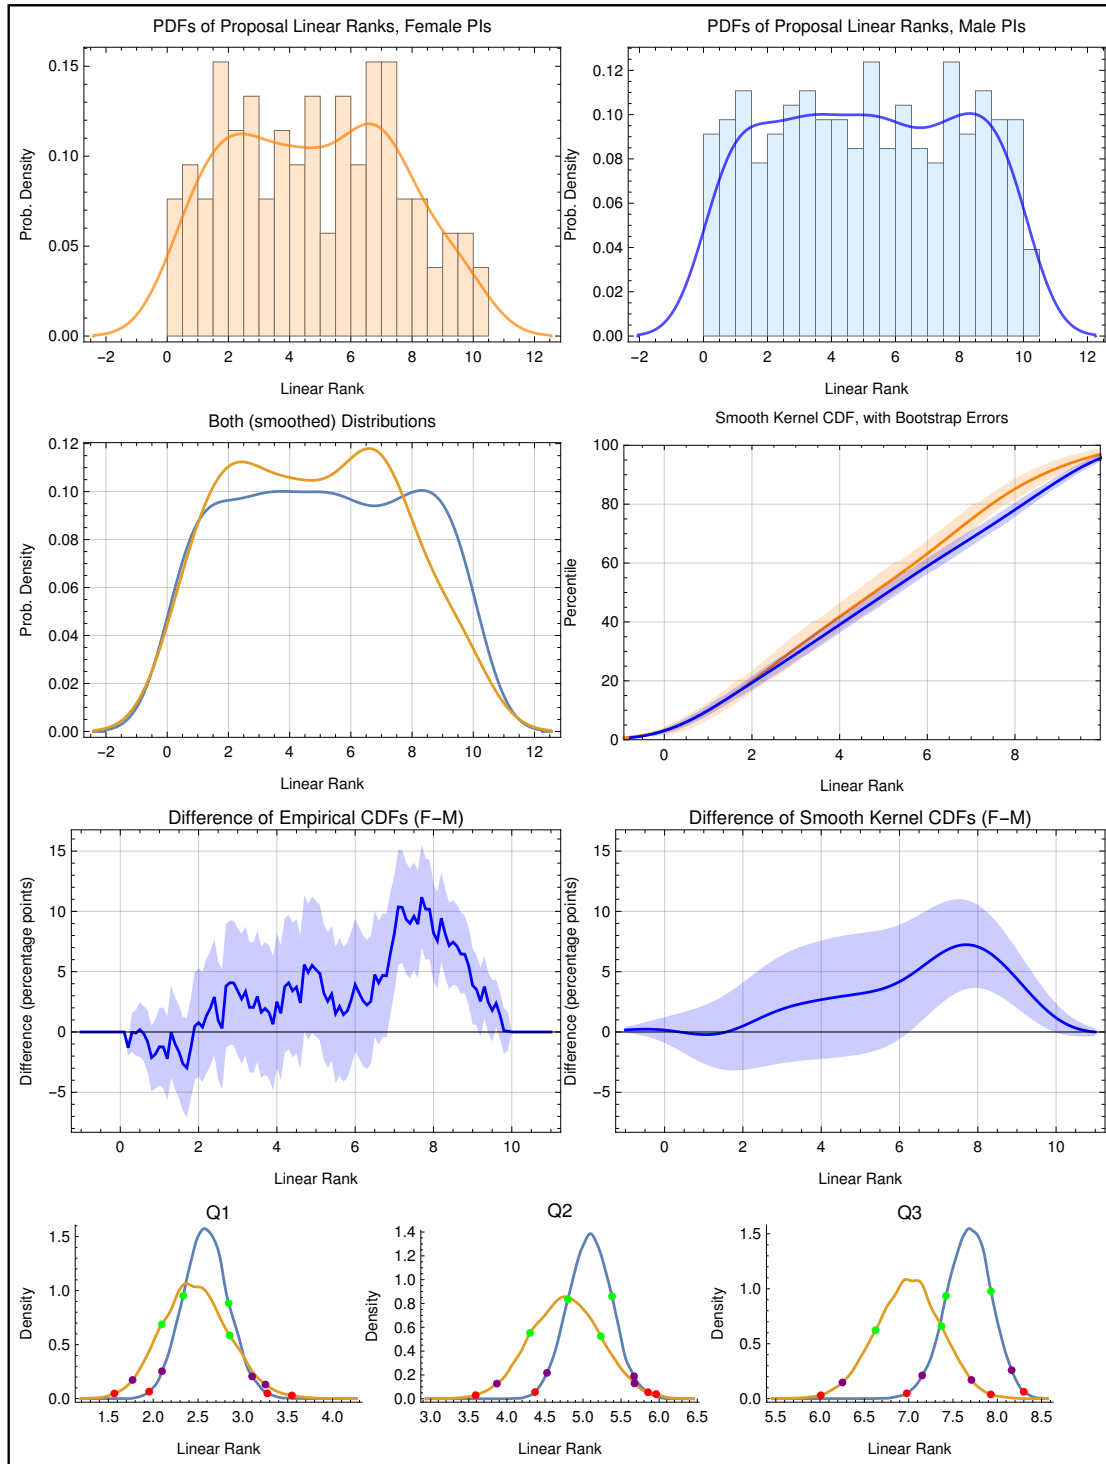 PDFs of Proposal Linear Ranks, Female PIs
0.15
0.10
0.05
0.00
Prob. Density
−2 0 2 4 6 8 10 12
Linear Rank
PDFs of Proposal Linear Ranks, Male PIs
0.12
0.10
0.08
0.06
0.04
0.02
0.00
Prob. Density
−2 0 2 4 6 8 10 12
Linear Rank
Both (smoothed) Distributions
0.12
0.10
0.08
0.06
0.04
0.02
0.00
Prob. Density
−2 0 2 4 6 8 10 12
Linear Rank
Smooth Kernel CDF, with Bootstrap Errors
100
80
60
40
20
0
Percentile
0 2 4 6 8
Linear Rank
Difference of Empirical CDFs (F−M)
15
10
5
0
−5
Difference (percentage points)
0 2 4 6 8 10
Linear Rank
Difference of Smooth Kernel CDFs (F−M)
15
10
5
0
−5
Difference (percentage points)
0 2 4 6 8 10
Linear Rank
Q1
1.5
1.0
0.5
0.0
Density
1.5 2.0 2.5 3.0 3.5 4.0
Linear Rank
Q2
1.4
1.2
1.0
0.8
0.6
0.4
0.2
0.0
Density
3.0 3.5 4.0 4.5 5.0 5.5 6.0 6.5
Linear Rank
Q3
1.5
1.0
0.5
0.0
Density
5.5 6.0 6.5 7.0 7.5 8.0 8.5
Linear Rank